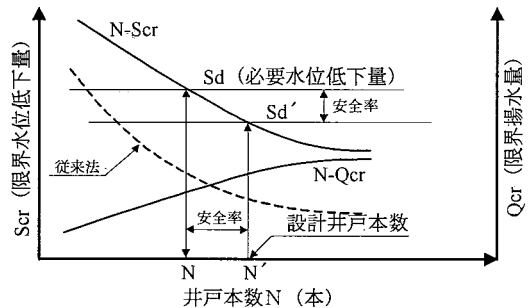 N-Scr
Sd（必要水位低下量）
安全率
Sd′
従来法
N-Qcr
安全率
設計井戸本数
N
N′
井戸本数N（本）
Scr（限界水位低下量）
Qcr（限界揚水量）